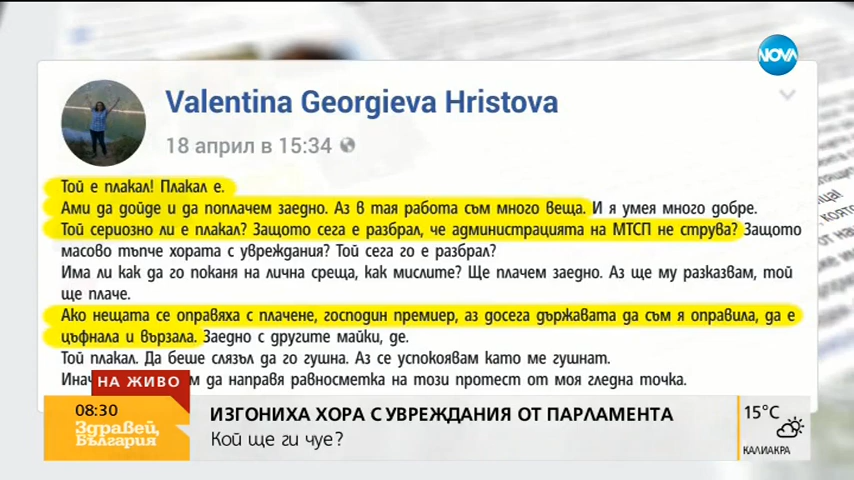 NOVA
Valentina Georgieva Hristova
18 април в 15:34
Той е плакал! Плакал е.
Ами да дойде и да поплачем заедно. Аз в тая работа съм много веща. И я умея много добре.
Той сериозно ли е плакал? Защото сега е разбрал, че администрацията на МТСП не струва? Защото
масово тъпче хората с увреждания? Той сега го е разбрал?
Има ли как да го поканя на лична среща, как мислите? Ще плачем заедно. Аз ще му разказвам, той
ще плаче.
Ако нещата се оправяха с плачене, господин премиер, аз досега държавата да съм я оправила, да е
цъфнала и вързала. Заедно с другите майки, де.
Той плакал. Да беше слязъл да го гушна. Аз се успокоявам като ме гушнат.
да направя равносметка на този протест от моя гледна точка.
НА ЖИВО
08:30
Здравей,
България
ИЗГОНИХА ХОРА С УВРЕЖДАНИЯ ОТ ПАРЛАМЕНТА
Кой ще ги чуе?
15°C
КАЛИАКРА